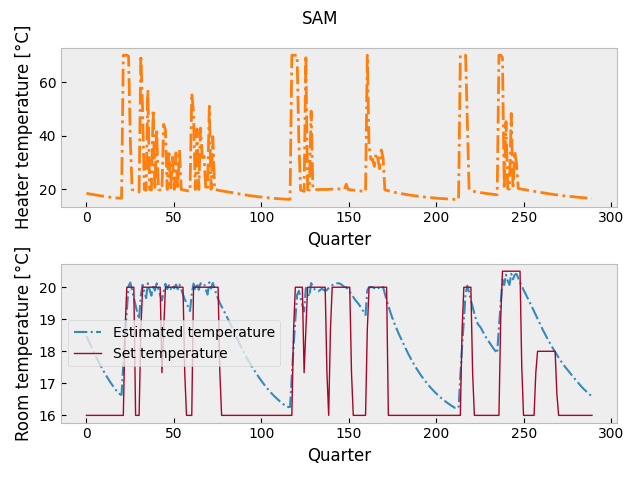 SAM
Heater temperature [°C]
60
40
20
0 50 100 150 200 250 300
Quarter
Room temperature [°C]
20
19
18
17
16
Estimated temperature
Set temperature
0 50 100 150 200 250 300
Quarter